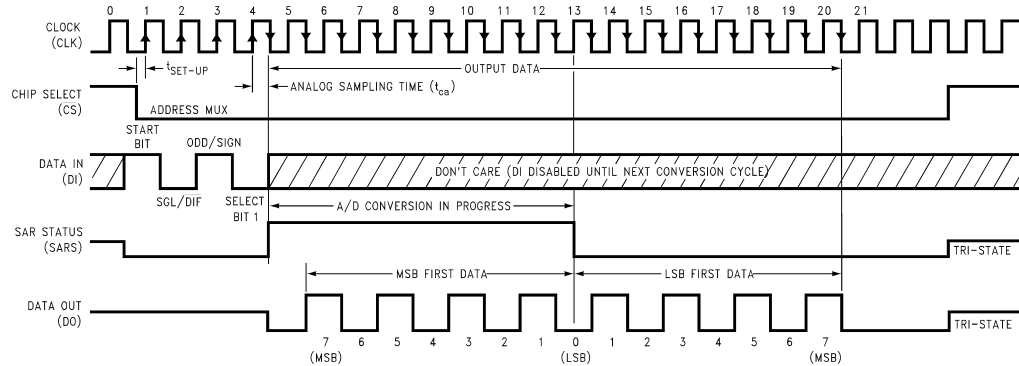 0 1 2 3 4 5 6 7 8 9 10 11 12 13 14 15 16 17 18 19 20 21
CLOCK
(CLK)
tSET-UP
OUTPUT DATA
ANALOG SAMPLING TIME (tca)
CHIP SELECT
(C̅S̅)
ADDRESS MUX
START
BIT
ODD/SIGN
DATA IN
(DI)
DON'T CARE (DI DISABLED UNTIL NEXT CONVERSION CYCLE)
SGL/D̅I̅F̅
SELECT
BIT 1
A/D CONVERSION IN PROGRESS
SAR STATUS
(SARS)
TRI-STATE
MSB FIRST DATA
LSB FIRST DATA
DATA OUT
(DO)
TRI-STATE
7 6 5 4 3 2 1 0 1 2 3 4 5 6 7
(MSB) (LSB) (MSB)